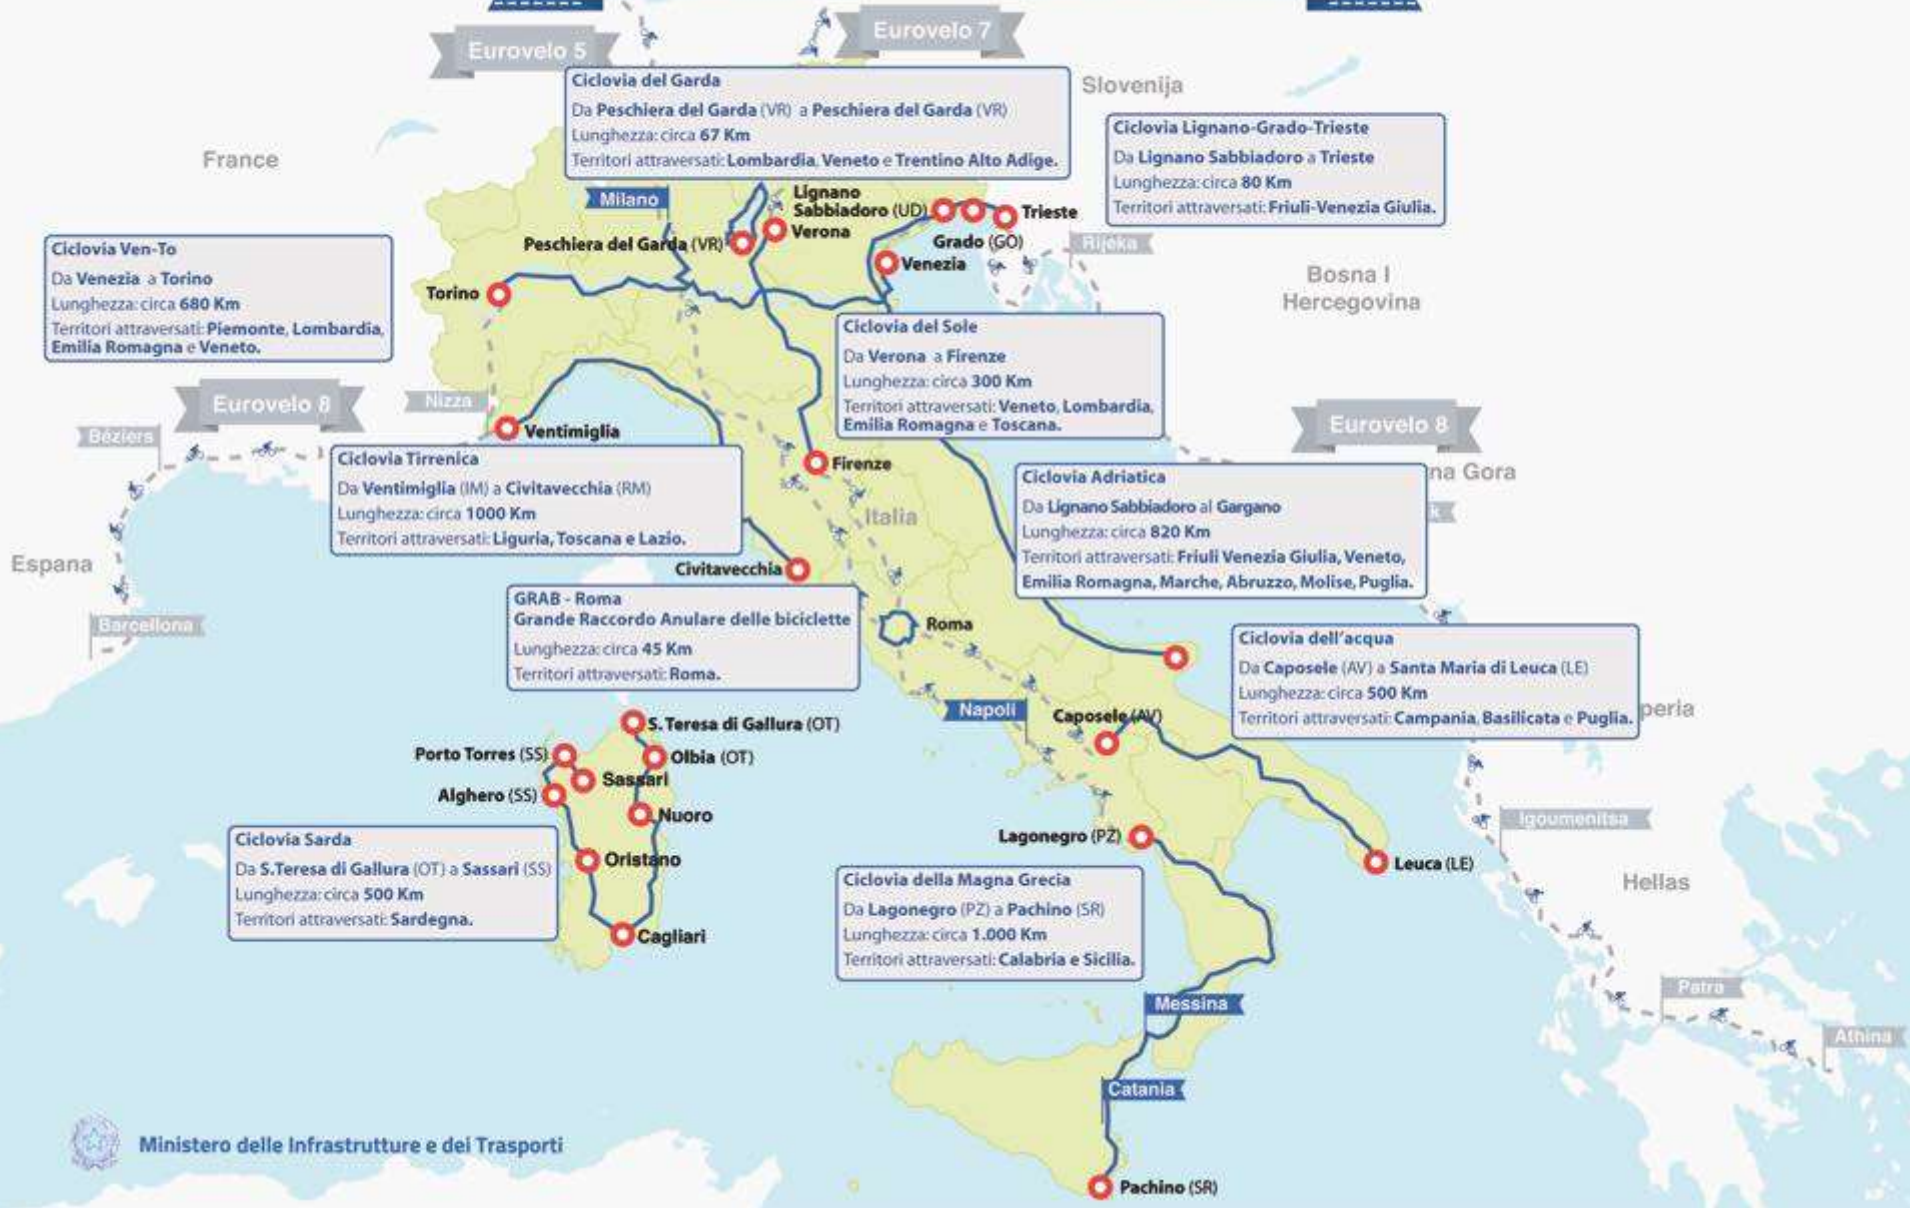 Eurovelo 5
Eurovelo 7
Slovenija
France
Ciclovia del Garda
Da Peschiera del Garda (VR) a Peschiera del Garda (VR)
Lunghezza: circa 67 Km
Territori attraversati: Lombardia, Veneto e Trentino Alto Adige.
Ciclovia Lignano-Grado-Trieste
Da Lignano Sabbiadoro a Trieste
Lunghezza: circa 80 Km
Territori attraversati: Friuli-Venezia Giulia.
Milano
Lignano
Sabbiadoro (UD)
Trieste
Verona
Peschiera del Garda (VR)
Grado (GO)
Rijeka
Venezia
Torino
Bosna I
Hercegovina
Ciclovia Ven-To
Da Venezia a Torino
Lunghezza: circa 680 Km
Territori attraversati: Piemonte, Lombardia,
Emilia Romagna e Veneto.
Ciclovia del Sole
Da Verona a Firenze
Lunghezza: circa 300 Km
Territori attraversati: Veneto, Lombardia,
Emilia Romagna e Toscana.
Eurovelo 8
Nizza
Béziers
Ventimiglia
Eurovelo 8
na Gora
k
Firenze
Italia
Ciclovia Tirrenica
Da Ventimiglia (IM) a Civitavecchia (RM)
Lunghezza: circa 1000 Km
Territori attraversati: Liguria, Toscana e Lazio.
Ciclovia Adriatica
Da Lignano Sabbiadoro al Gargano
Lunghezza: circa 820 Km
Territori attraversati: Friuli Venezia Giulia, Veneto,
Emilia Romagna, Marche, Abruzzo, Molise, Puglia.
Espana
Barcellona
Civitavecchia
GRAB - Roma
Grande Raccordo Anulare delle biciclette
Lunghezza: circa 45 Km
Territori attraversati: Roma.
Roma
Ciclovia dell'acqua
Da Caposele (AV) a Santa Maria di Leuca (LE)
Lunghezza: circa 500 Km
Territori attraversati: Campania, Basilicata e Puglia.
peria
Napoli
Caposele (AV)
S. Teresa di Gallura (OT)
Porto Torres (SS)
Olbia (OT)
Sassari
Alghero (SS)
Nuoro
Oristano
Cagliari
Ciclovia Sarda
Da S.Teresa di Gallura (OT) a Sassari (SS)
Lunghezza: circa 500 Km
Territori attraversati: Sardegna.
Lagonegro (PZ)
Leuca (LE)
Igoumenitsa
Hellas
Ciclovia della Magna Grecia
Da Lagonegro (PZ) a Pachino (SR)
Lunghezza: circa 1.000 Km
Territori attraversati: Calabria e Sicilia.
Messina
Patra
Athina
Catania
Pachino (SR)
Ministero delle Infrastrutture e dei Trasporti